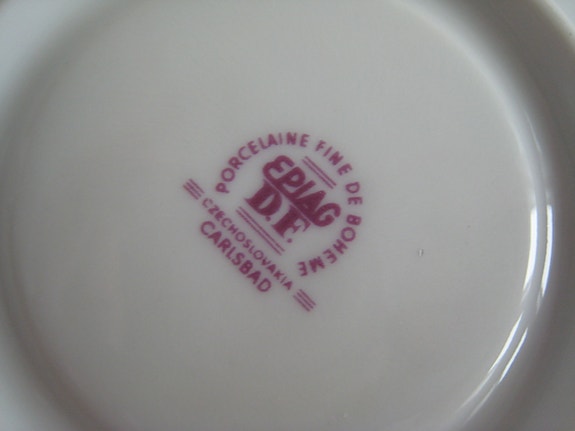 PORCELAINE FINE DE BOHEME
EPIAG
D.F.
CZECHOSLOVAKIA
CARLSBAD